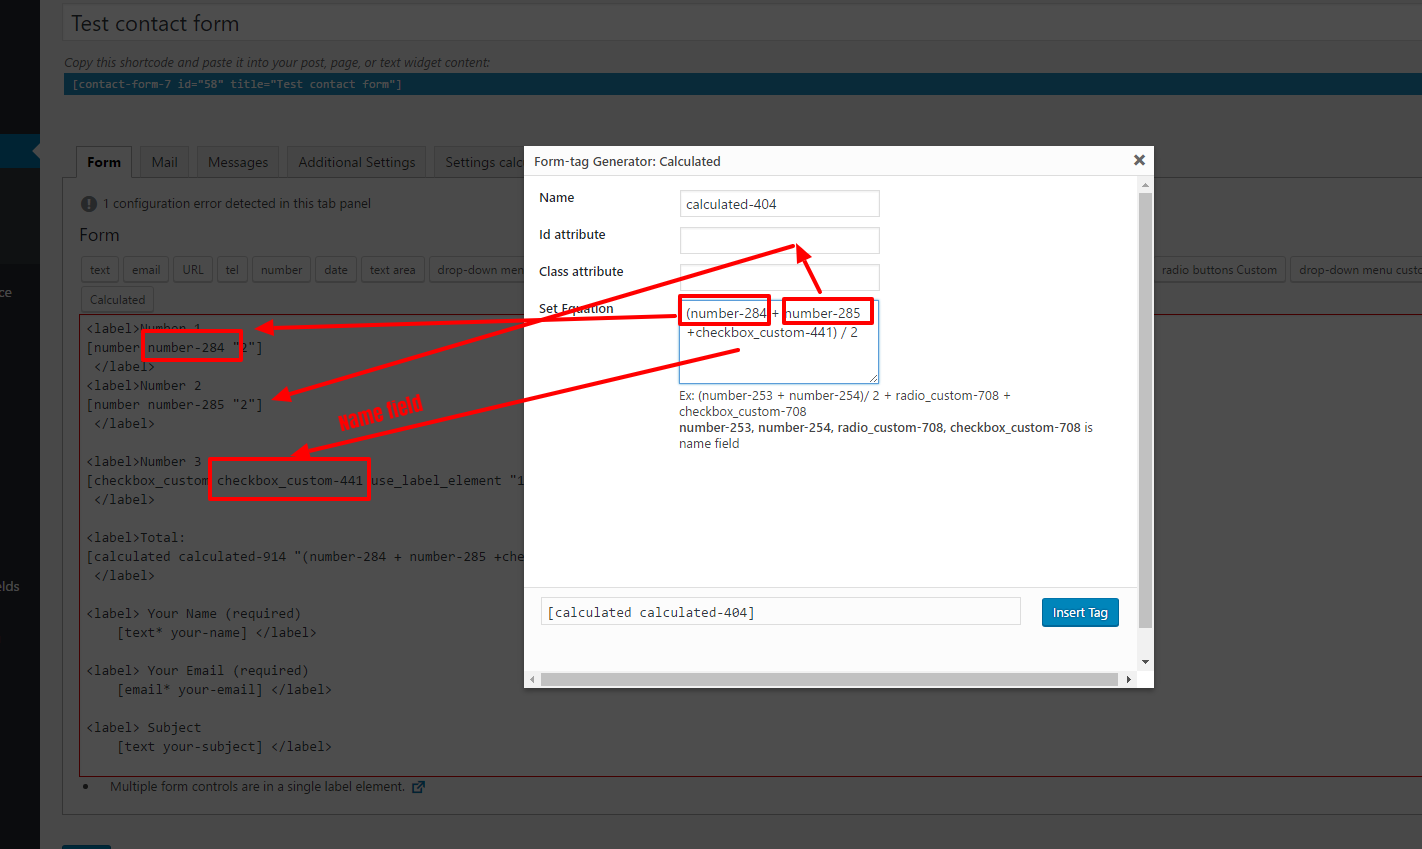 Test contact form
Copy this shortcode and paste it into your post, page, or text widget content:
[contact-form-7 id="58" title="Test contact form"]
Form
Mail
Messages
Additional Settings
Settings calc
1 configuration error detected in this tab panel
Form
text
email
URL
tel
number
date
text area
drop-down men
radio buttons Custom
drop-down menu custo
Calculated
<label>Number 1
[number number-284 "2"]
</label>
<label>Number 2
[number number-285 "2"]
</label>
<label>Number 3
[checkbox_custom checkbox_custom-441 use_label_element "1
</label>
<label>Total:
[calculated calculated-914 "(number-284 + number-285 +che
</label>
<label> Your Name (required)
[text* your-name] </label>
<label> Your Email (required)
[email* your-email] </label>
<label> Subject
[text your-subject] </label>
Multiple form controls are in a single label element.
ce
elds
name field
Form-tag Generator: Calculated
Name
calculated-404
Id attribute
Class attribute
Set Equation
(number-284 + number-285
+checkbox_custom-441) / 2
Ex: (number-253 + number-254)/ 2 + radio_custom-708 +
checkbox_custom-708
number-253, number-254, radio_custom-708, checkbox_custom-708 is
name field
[calculated calculated-404]
Insert Tag